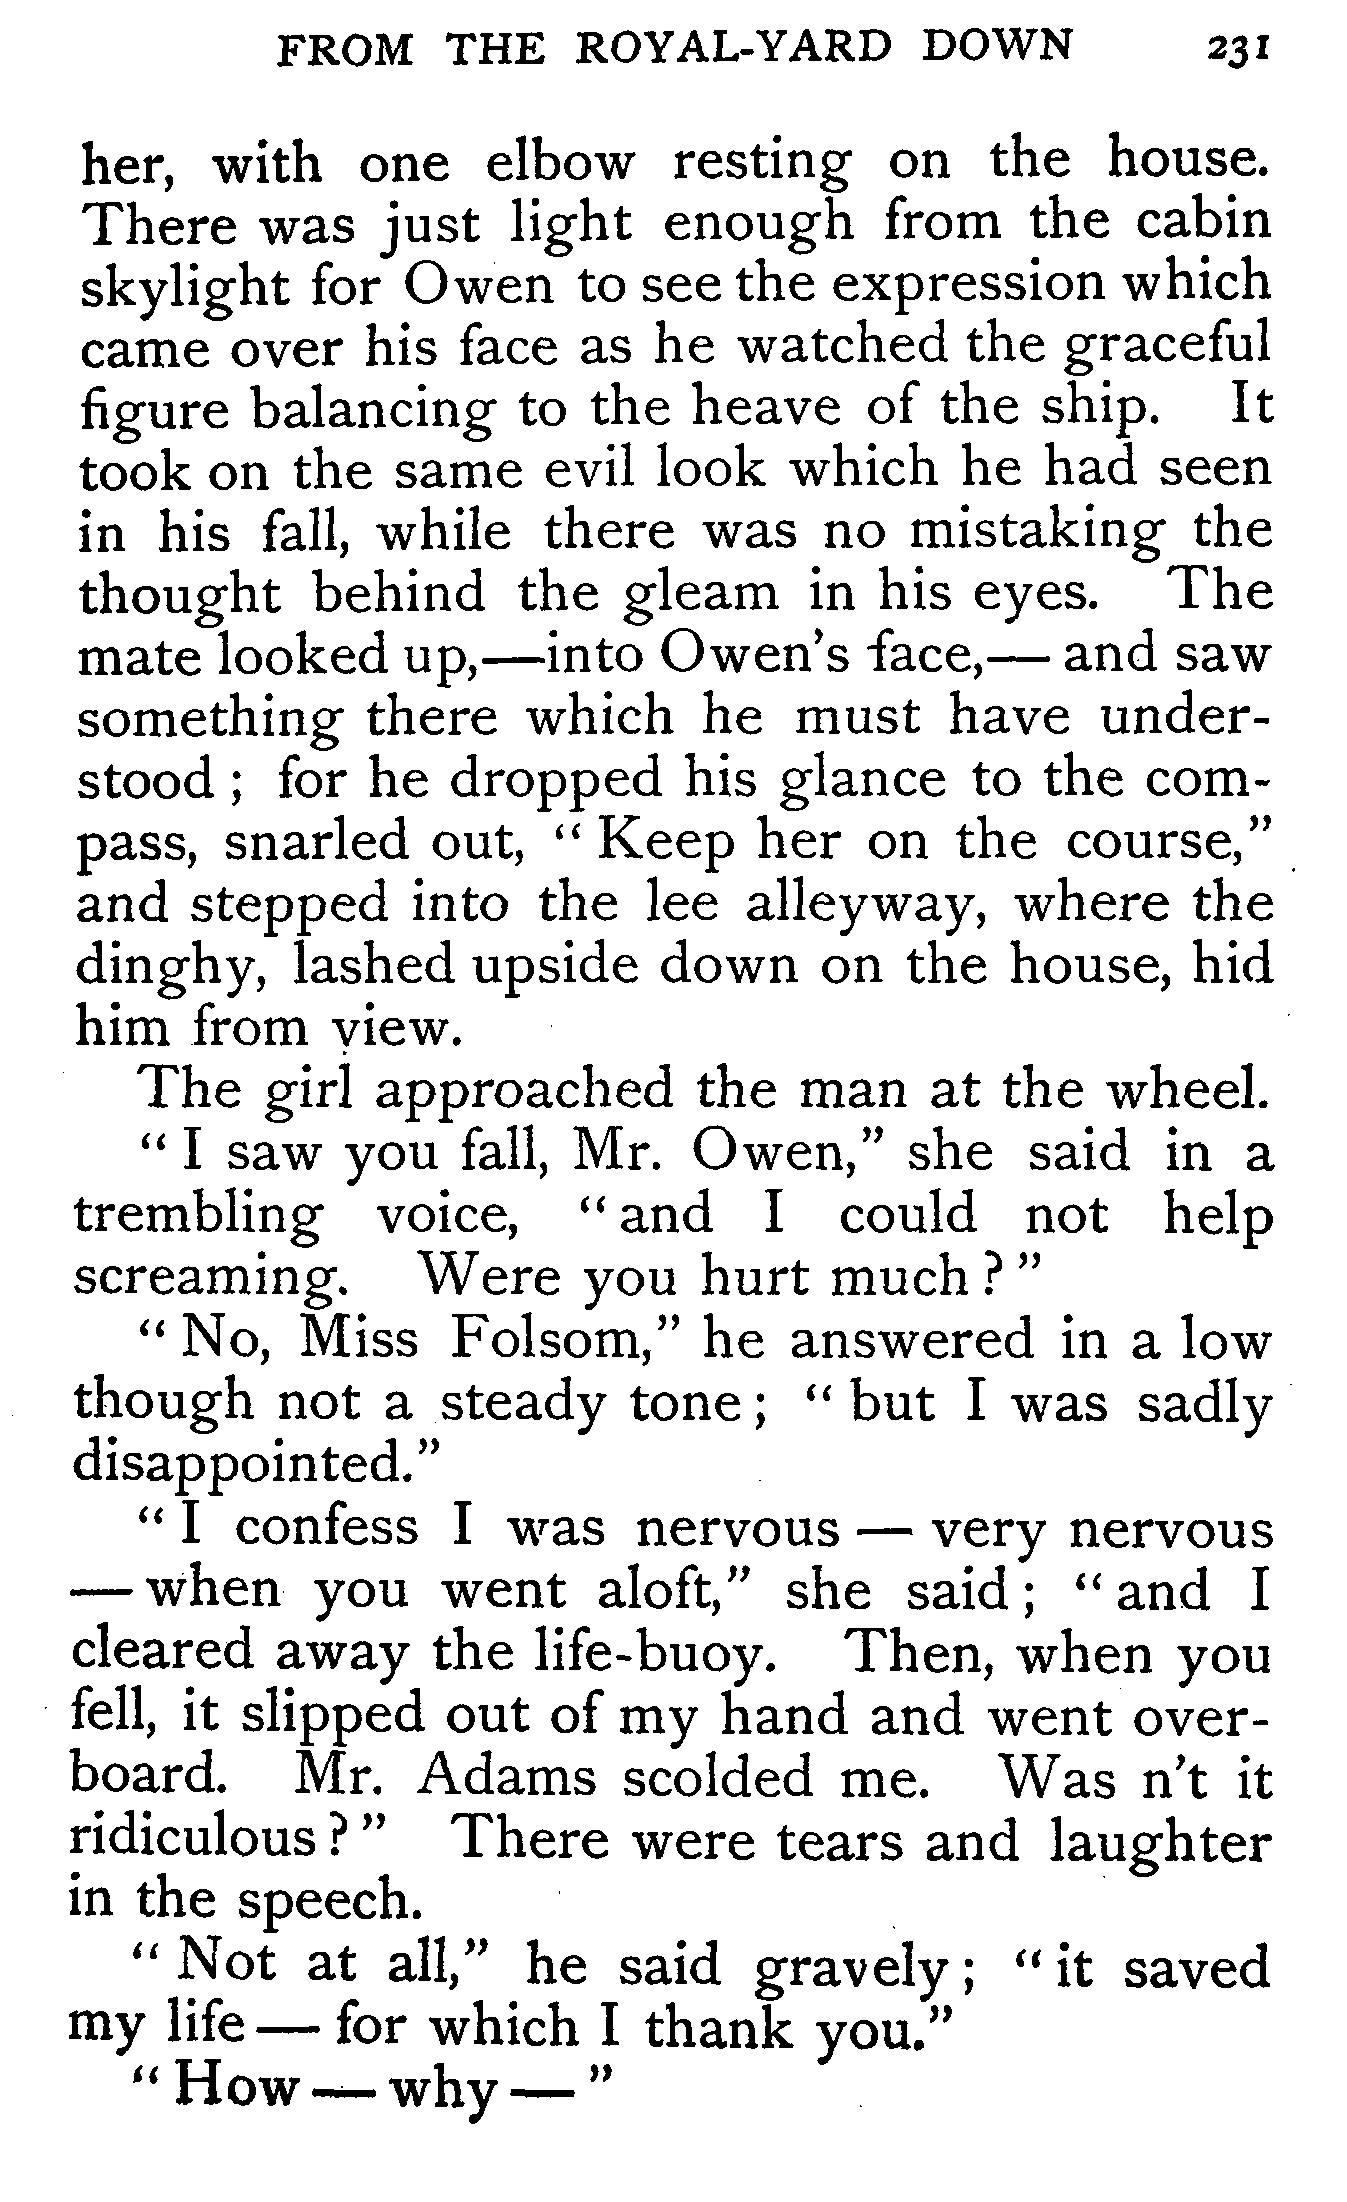 FROM THE ROYAL-YARD DOWN 231
her, with one elbow resting on the house.
There was just light enough from the cabin
skylight for Owen to see the expression which
came over his face as he watched the graceful
figure balancing to the heave of the ship. It
took on the same evil look which he had seen
in his fall, while there was no mistaking the
thought behind the gleam in his eyes. The
mate looked up,—into Owen's face,— and saw
something there which he must have under-
stood ; for he dropped his glance to the com-
pass, snarled out, “ Keep her on the course,”
and stepped into the lee alleyway, where the
dinghy, lashed upside down on the house, hid
him from view.
The girl approached the man at the wheel.
“ I saw you fall, Mr. Owen,” she said in a
trembling voice, “ and I could not help
screaming. Were you hurt much ? ”
“ No, Miss Folsom,” he answered in a low
though not a steady tone ; “ but I was sadly
disappointed.”
“ I confess I was nervous — very nervous
— when you went aloft,” she said ; “ and I
cleared away the life-buoy. Then, when you
fell, it slipped out of my hand and went over-
board. Mr. Adams scolded me. Was n't it
ridiculous ? ” There were tears and laughter
in the speech.
“ Not at all,” he said gravely ; “ it saved
my life — for which I thank you.”
“ How — why — ”